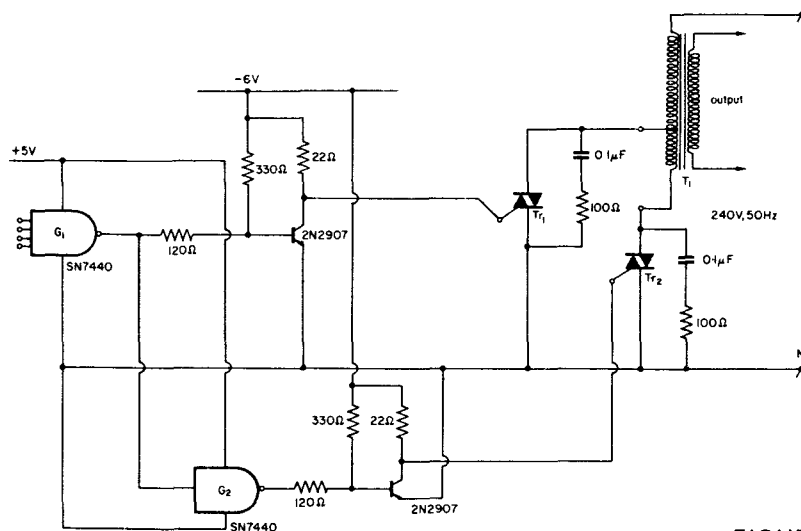 -6V
+5V
330Ω
22Ω
G1
120Ω
2N2907
SN7440
Tr1
0·1μF
100Ω
output
T1
240V, 50Hz
Tr2
0·1μF
100Ω
N
330Ω
22Ω
G2
120Ω
2N2907
SN7440